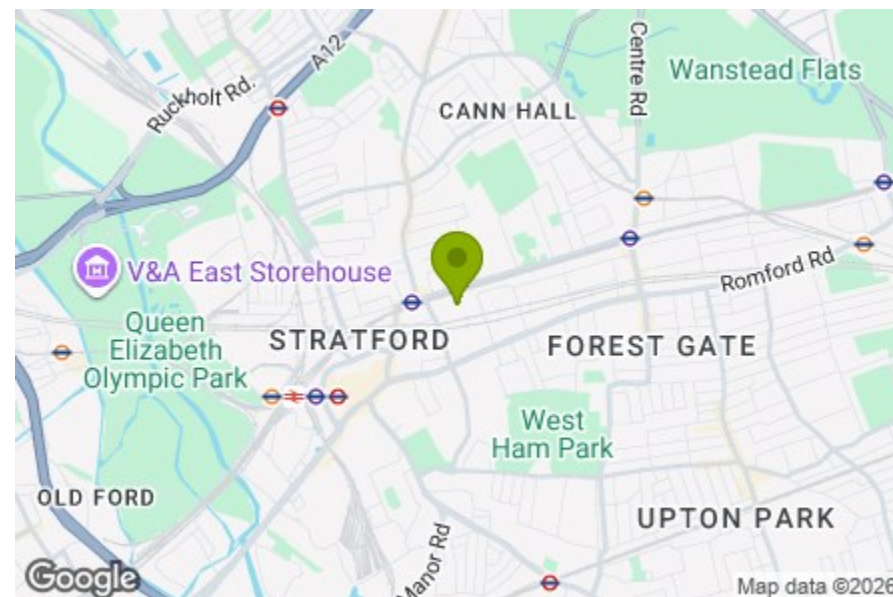 A12
Centre Rd
Wanstead Flats
Ruckholt Rd.
CANN HALL
V&A East Storehouse
Romford Rd
Queen
Elizabeth
Olympic Park
STRATFORD
FOREST GATE
West
Ham Park
OLD FORD
UPTON PARK
Manor Rd
Google
Map data ©2026